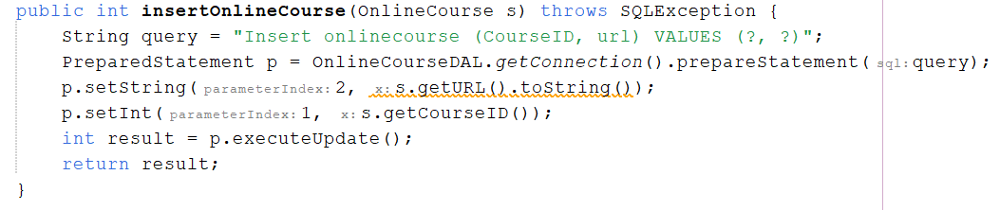 public int insertOnlineCourse(OnlineCourse s) throws SQLException {
String query = "Insert onlinecourse (CourseID, url) VALUES (?, ?)";
PreparedStatement p = OnlineCourseDAL.getConnection().prepareStatement( sql: query);
p.setString( parameterIndex: 2, x: s.getURL().toString());
p.setInt( parameterIndex: 1, x: s.getCourseID());
int result = p.executeUpdate();
return result;
}